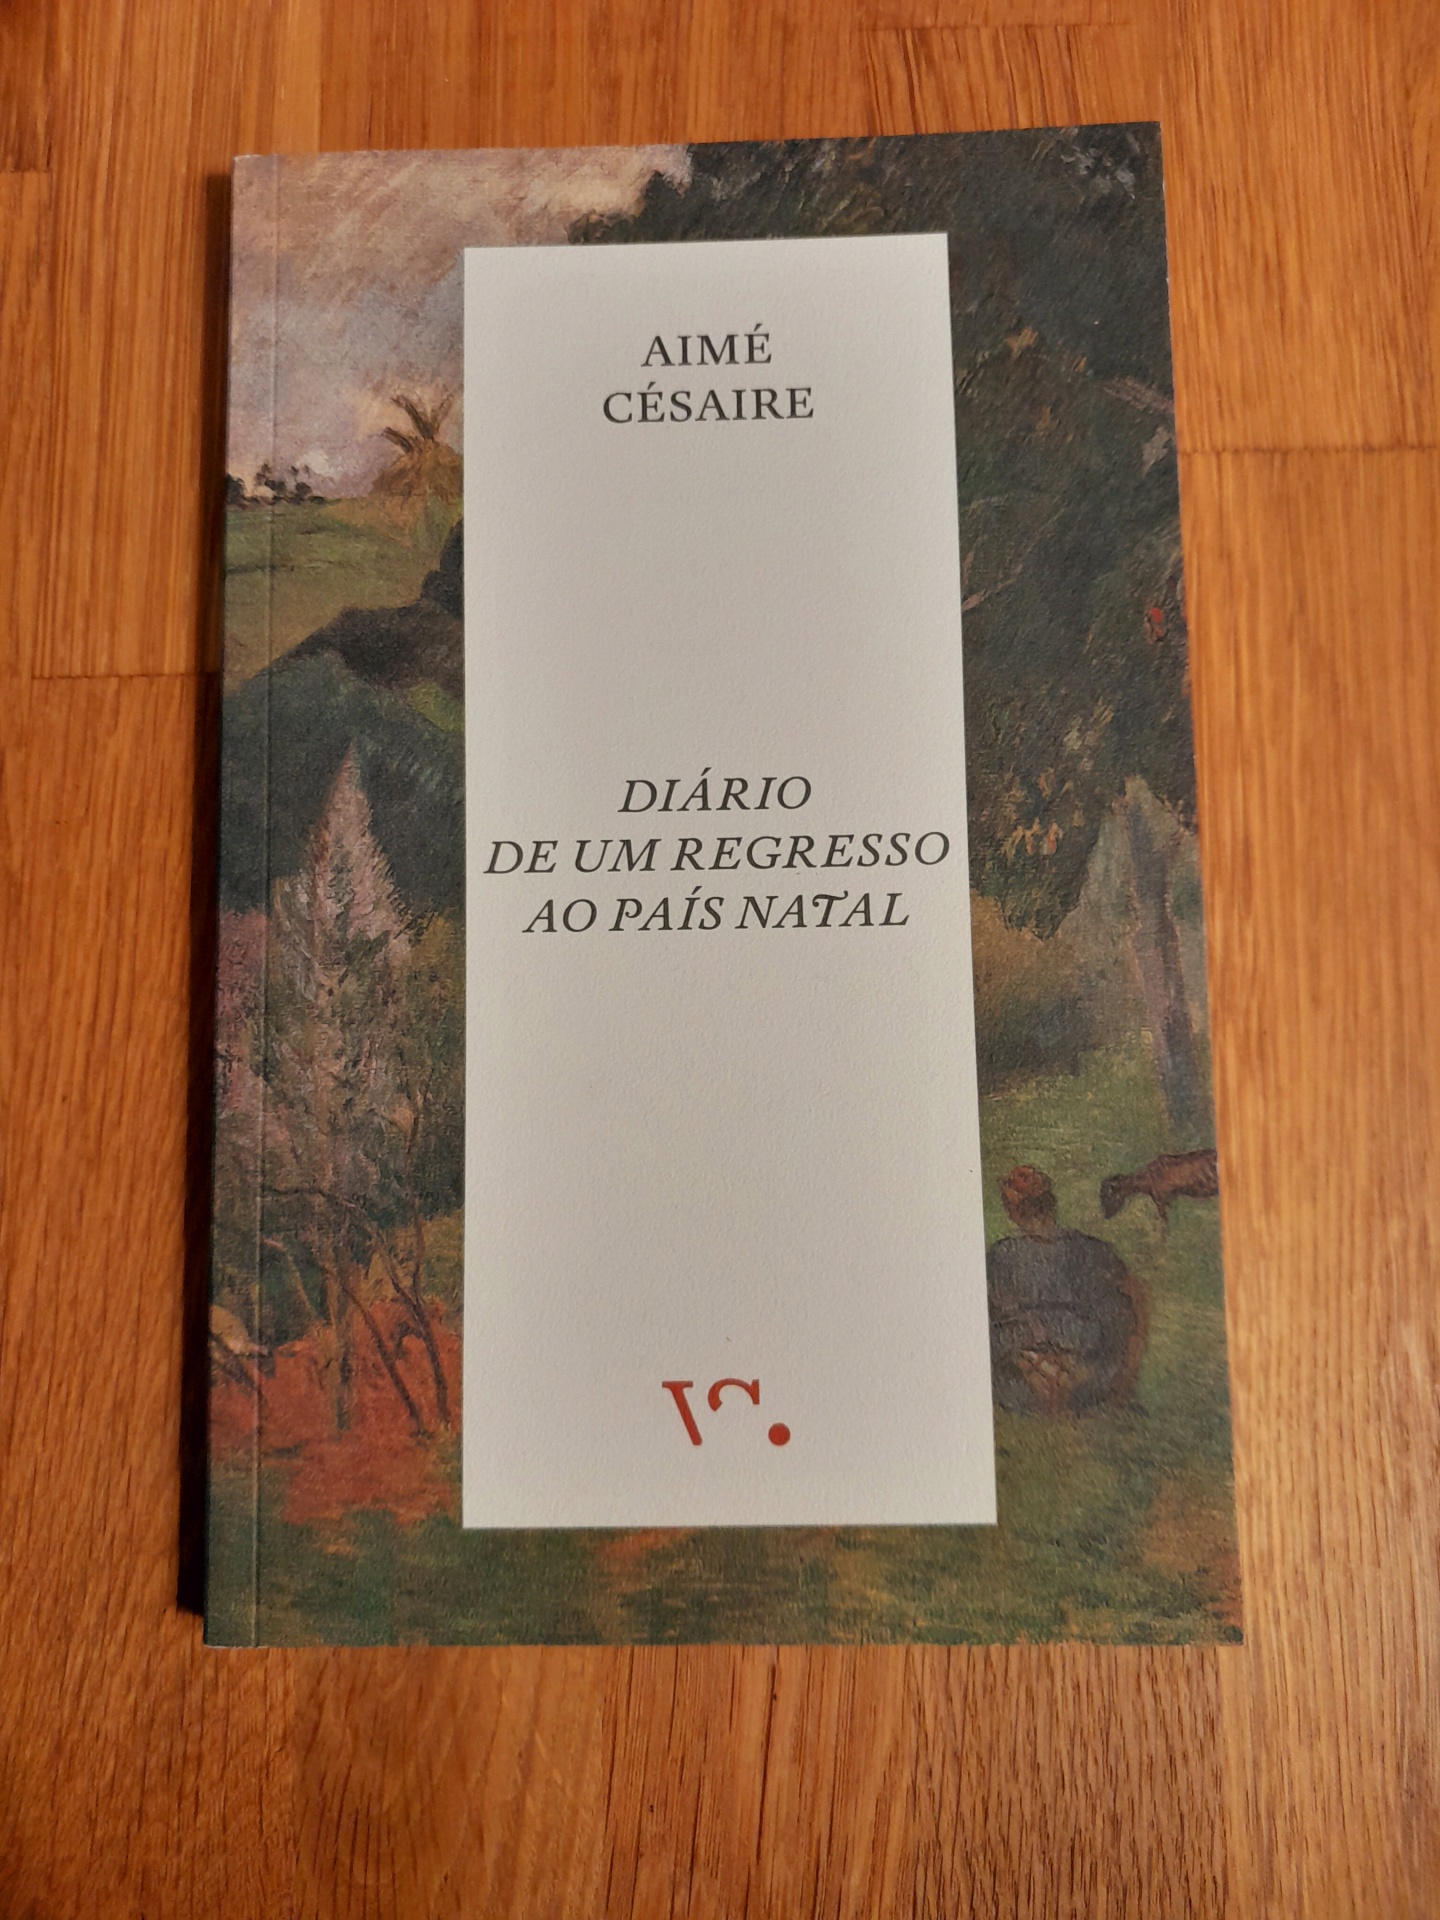 AIMÉ
CÉSAIRE
DIÁRIO
DE UM REGRESSO
AO PAÍS NATAL